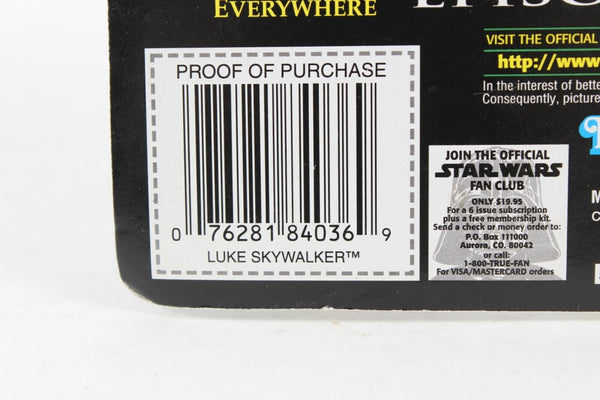 EVERYWHERE
VISIT THE OFFICIAL
http://www
In the interest of
Consequently,
PROOF OF PURCHASE
0 76281 84036 9
LUKE SKYWALKER™
JOIN THE OFFICIAL
STAR WARS
FAN CLUB
ONLY $19.95
For a 6 issue subscription
plus a free membership kit.
Send a check or money order to:
P.O. Box 111000
Aurora, CO. 80042
or call:
1-800-TRUE-FAN
For VISA/MASTERCARD orders